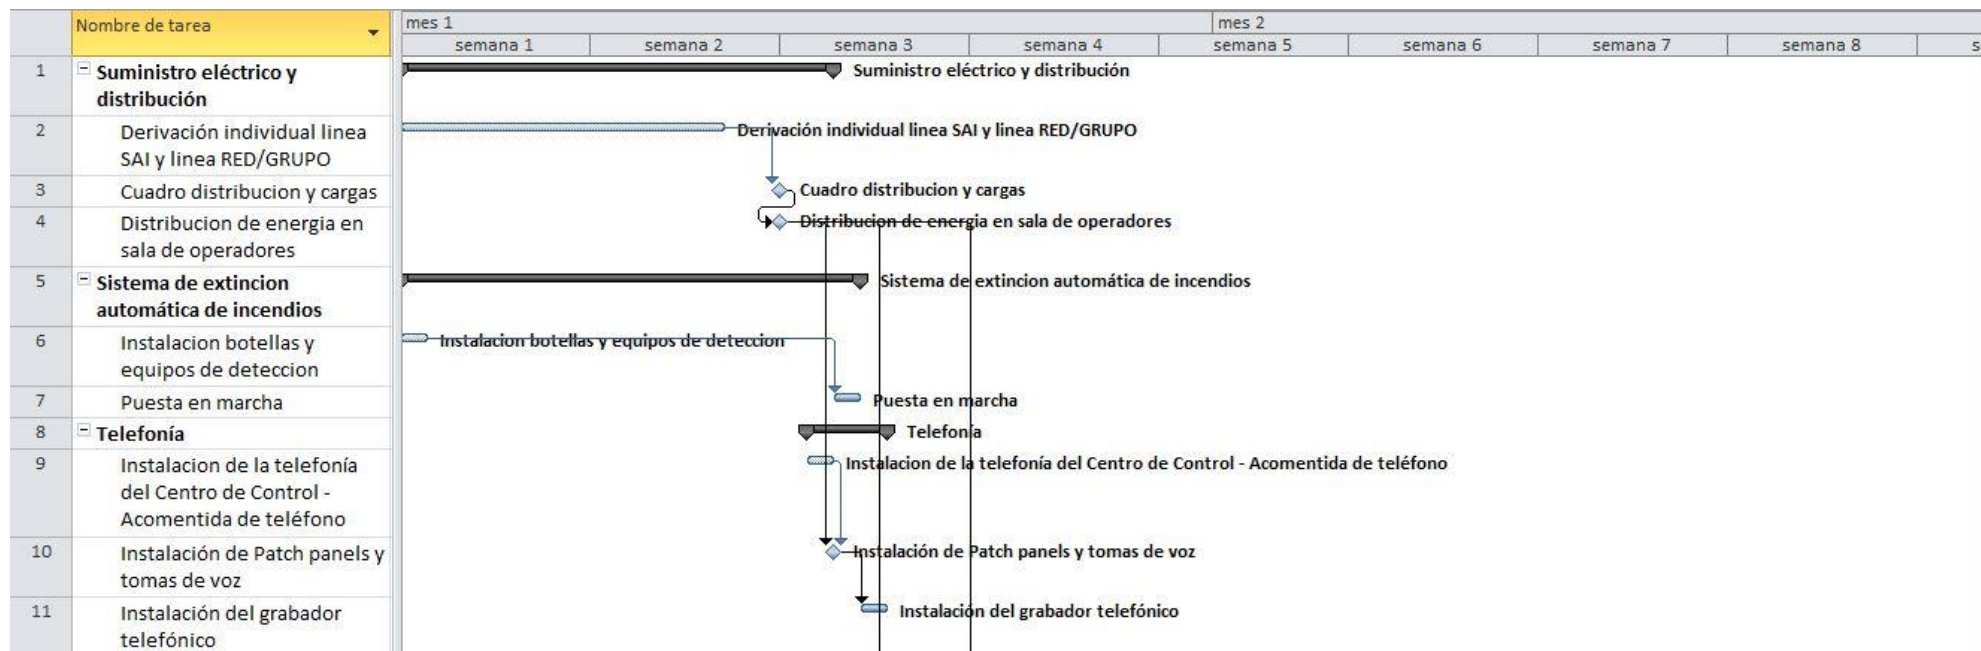 Nombre de tarea
mes 1 mes 2
semana 1 semana 2 semana 3 semana 4 semana 5 semana 6 semana 7 semana 8 s
1 Suministro eléctrico y
distribución
Suministro eléctrico y distribución
2 Derivación individual linea
SAI y linea RED/GRUPO
Derivación individual linea SAI y linea RED/GRUPO
3 Cuadro distribucion y cargas
Cuadro distribucion y cargas
4 Distribucion de energia en
sala de operadores
Distribucion de energia en sala de operadores
5 Sistema de extincion
automática de incendios
Sistema de extincion automática de incendios
6 Instalacion botellas y
equipos de deteccion
Instalacion botellas y equipos de deteccion
7 Puesta en marcha
Puesta en marcha
8 Telefonía
Telefonía
9 Instalacion de la telefonía
del Centro de Control -
Acomentida de teléfono
Instalacion de la telefonía del Centro de Control - Acomentida de teléfono
10 Instalación de Patch panels y
tomas de voz
Instalación de Patch panels y tomas de voz
11 Instalación del grabador
telefónico
Instalación del grabador telefónico